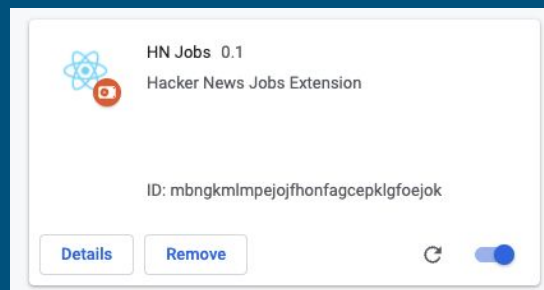 HN Jobs 0.1
Hacker News Jobs Extension
ID: mbngkmlmpejojfhonfagcepklgfoejok
Details Remove